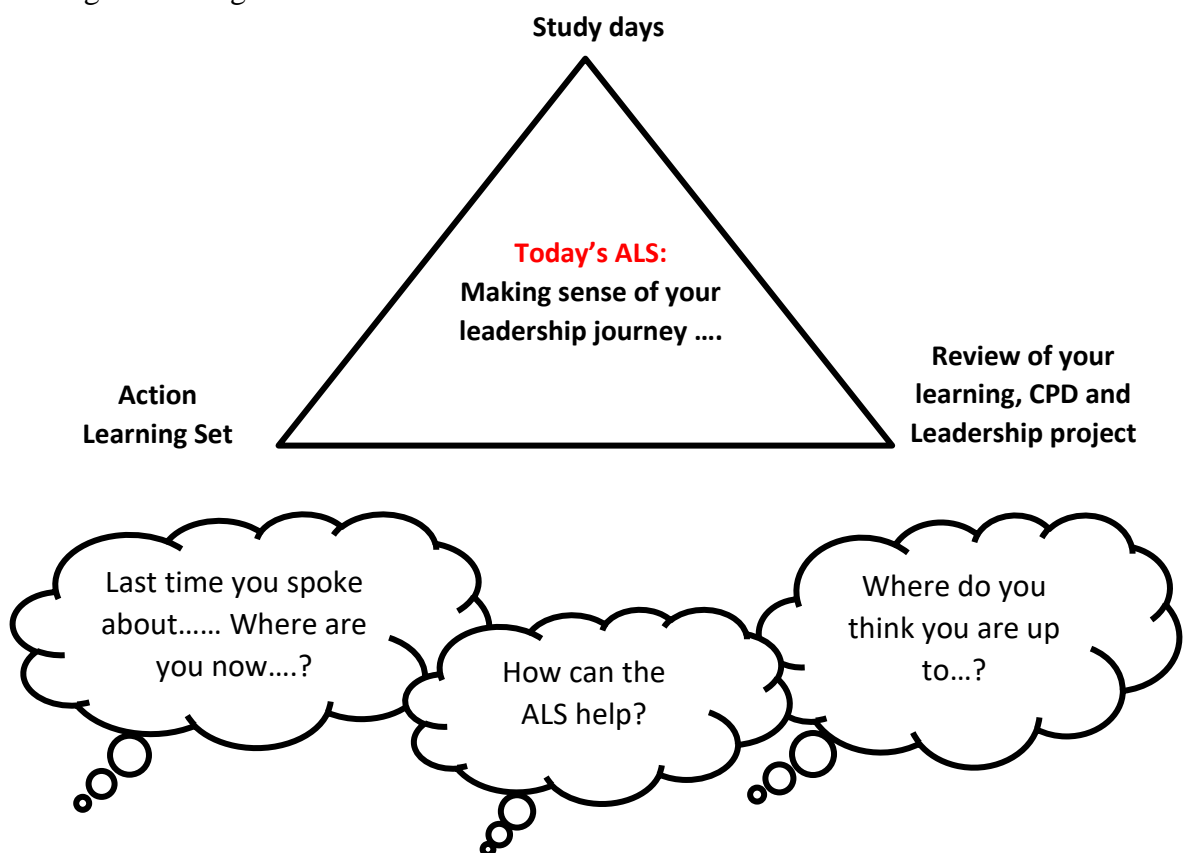 Study days
Today’s ALS:
Making sense of your
leadership journey ….
Action
Learning Set
Review of your
learning, CPD and
Leadership project
Last time you spoke
about…… Where are
you now….?
How can the
ALS help?
Where do you
think you are up
to…?